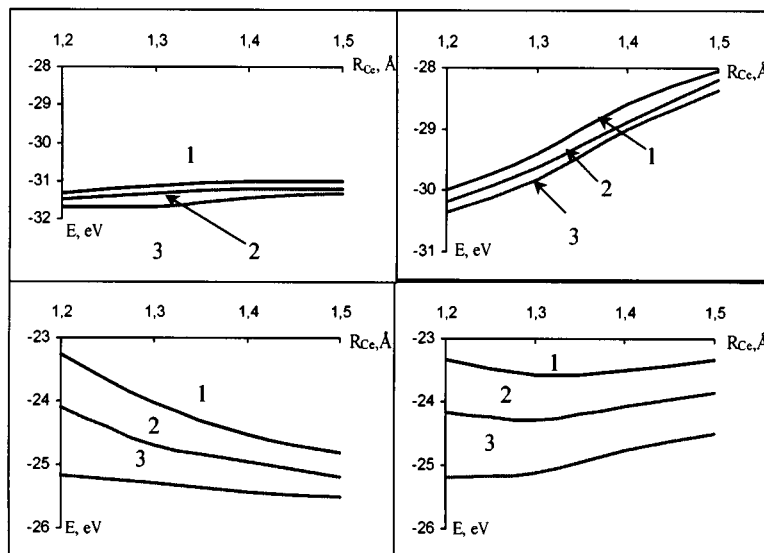 1,2 1,3 1,4 1,5
RCe, Å
-28
-29
-30
-31
-32
E, eV
1
2
3
1,2 1,3 1,4 1,5
RCe, Å
-28
-29
-30
-31
E, eV
1
2
3
1,2 1,3 1,4 1,5
RCe, Å
-23
-24
-25
-26
E, eV
1
2
3
1,2 1,3 1,4 1,5
RCe, Å
-23
-24
-25
-26
E, eV
1
2
3